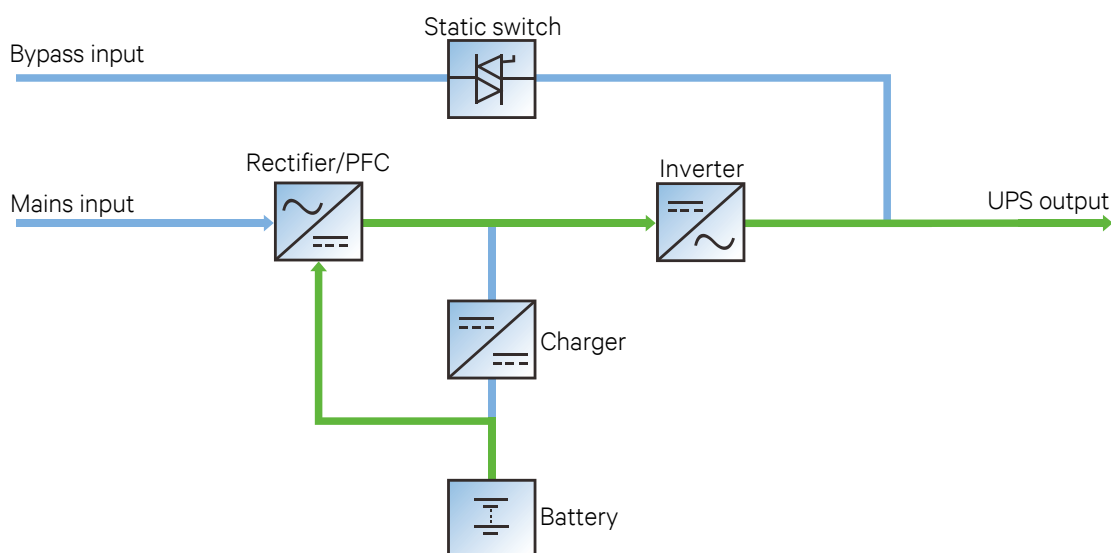 Static switch
Bypass input
Rectifier/PFC
Inverter
Mains input
UPS output
Charger
Battery